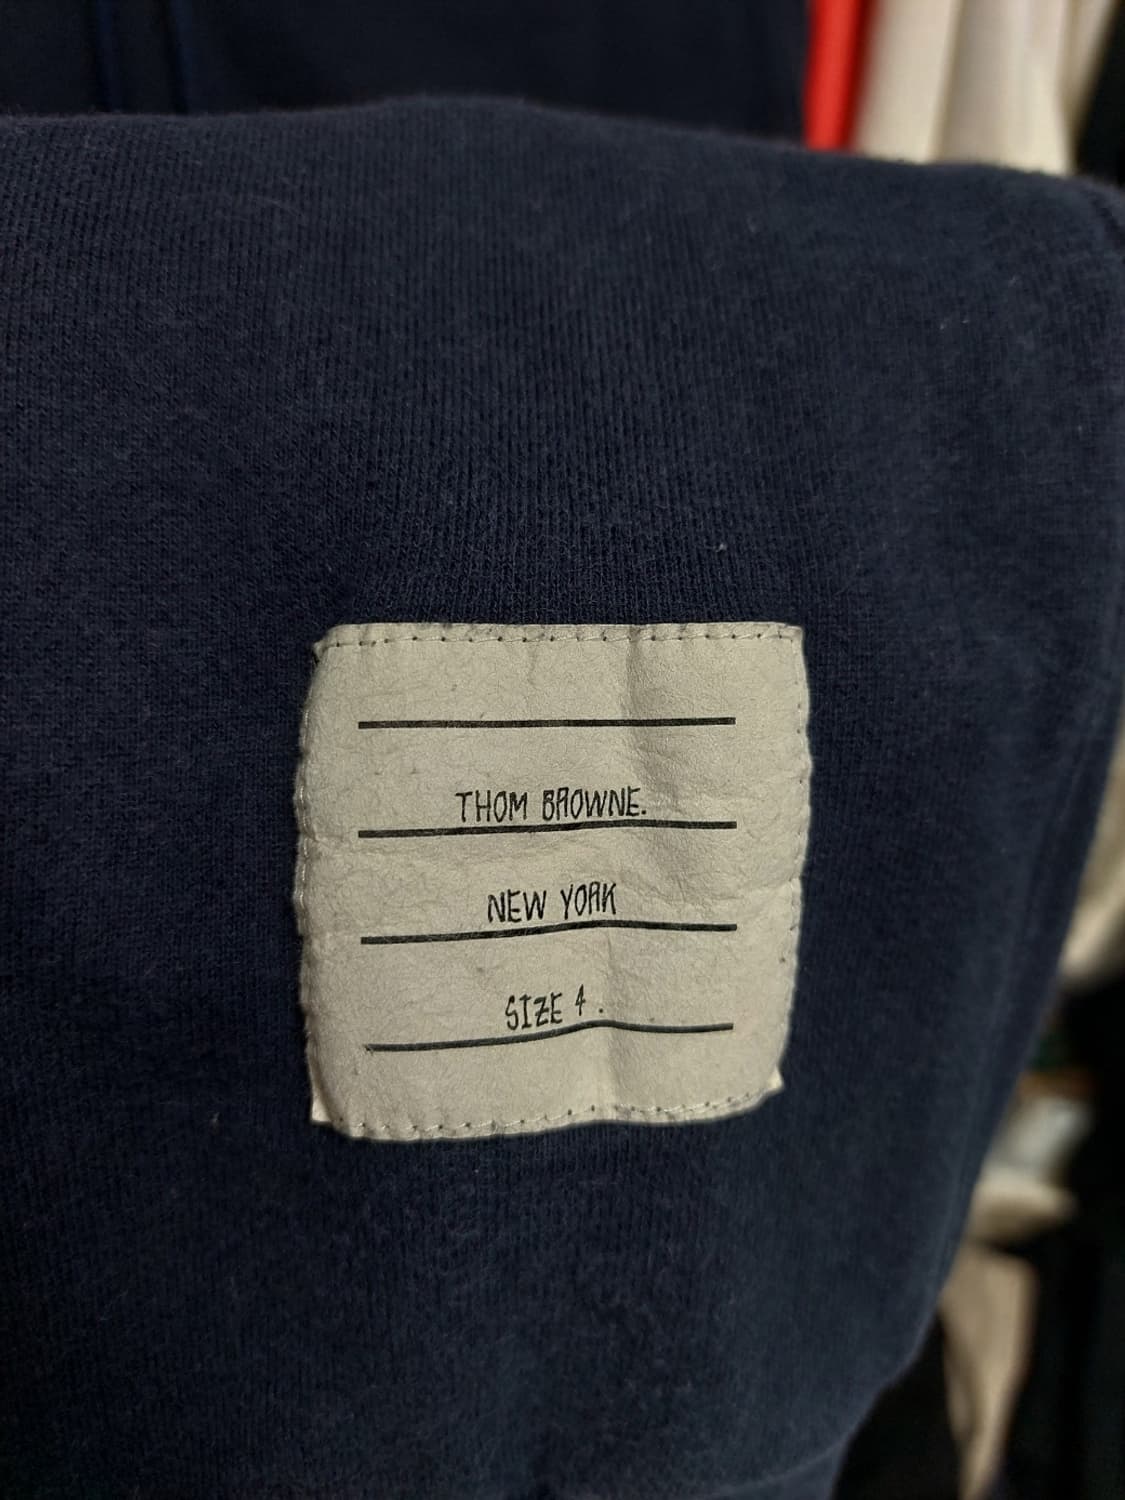 THOM BROWNE.
NEW YORK
SIZE 4.